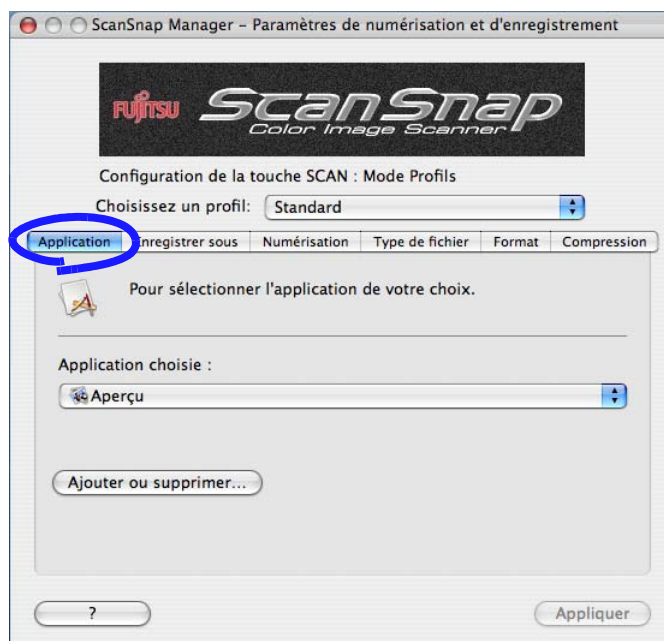 ScanSnap Manager – Paramètres de numérisation et d'enregistrement
FUJITSU ScanSnap
Color Image Scanner
Configuration de la touche SCAN : Mode Profils
Choisissez un profil: Standard
Application Enregistrer sous Numérisation Type de fichier Format Compression
Pour sélectionner l'application de votre choix.
Application choisie :
Aperçu
Ajouter ou supprimer...
? Appliquer